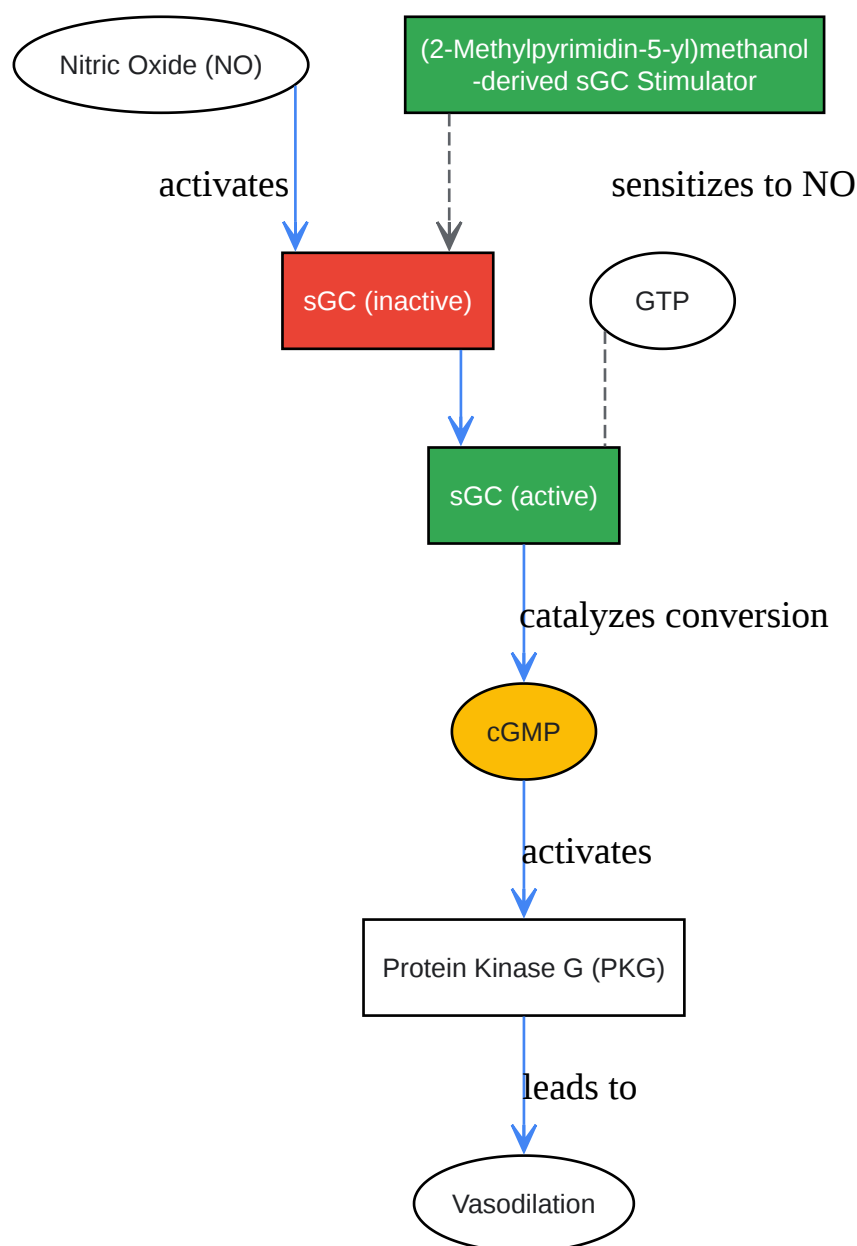 Nitric Oxide (NO)
(2-Methylpyrimidin-5-yl)methanol
-derived sGC Stimulator
activates
sensitizes to NO
sGC (inactive)
GTP
sGC (active)
catalyzes conversion
cGMP
activates
Protein Kinase G (PKG)
leads to
Vasodilation